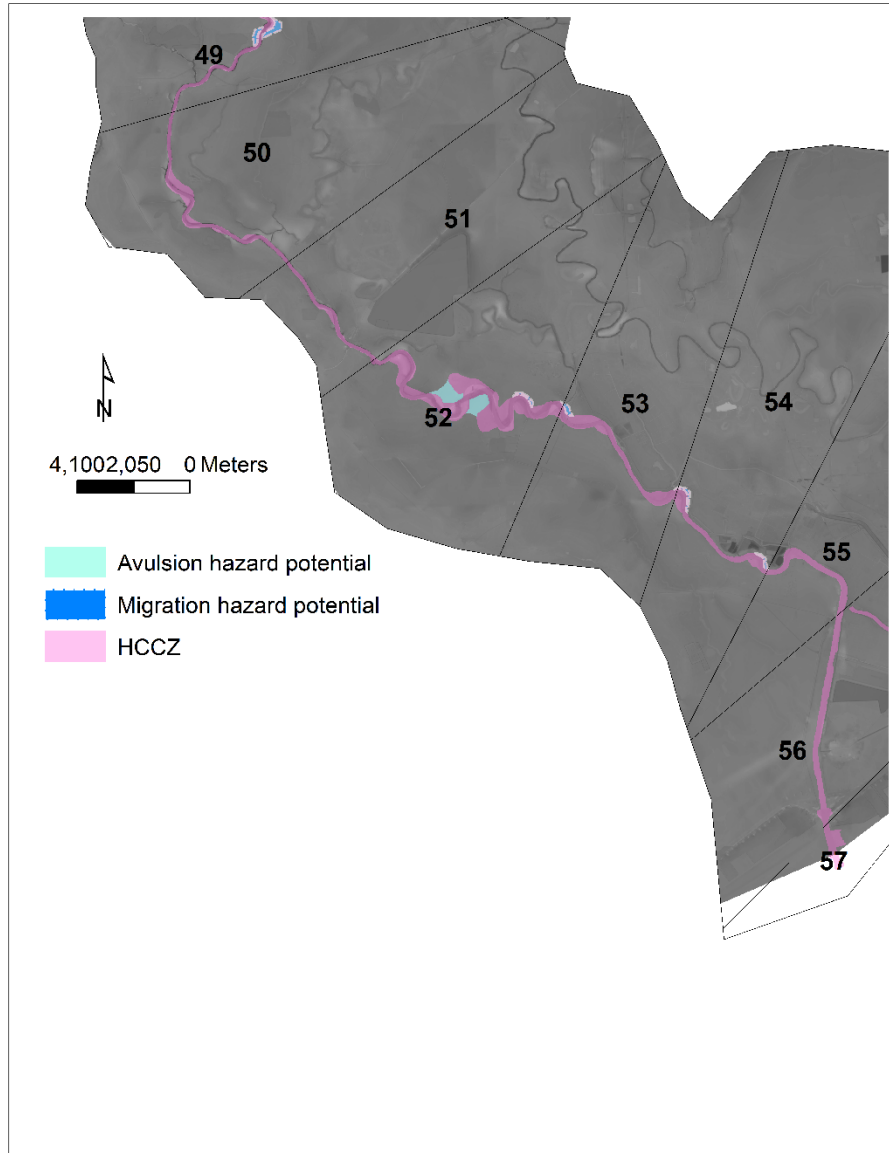 49
50
51
52
53
54
N
4,1002,050 0 Meters
55
Avulsion hazard potential
Migration hazard potential
HCCZ
56
57